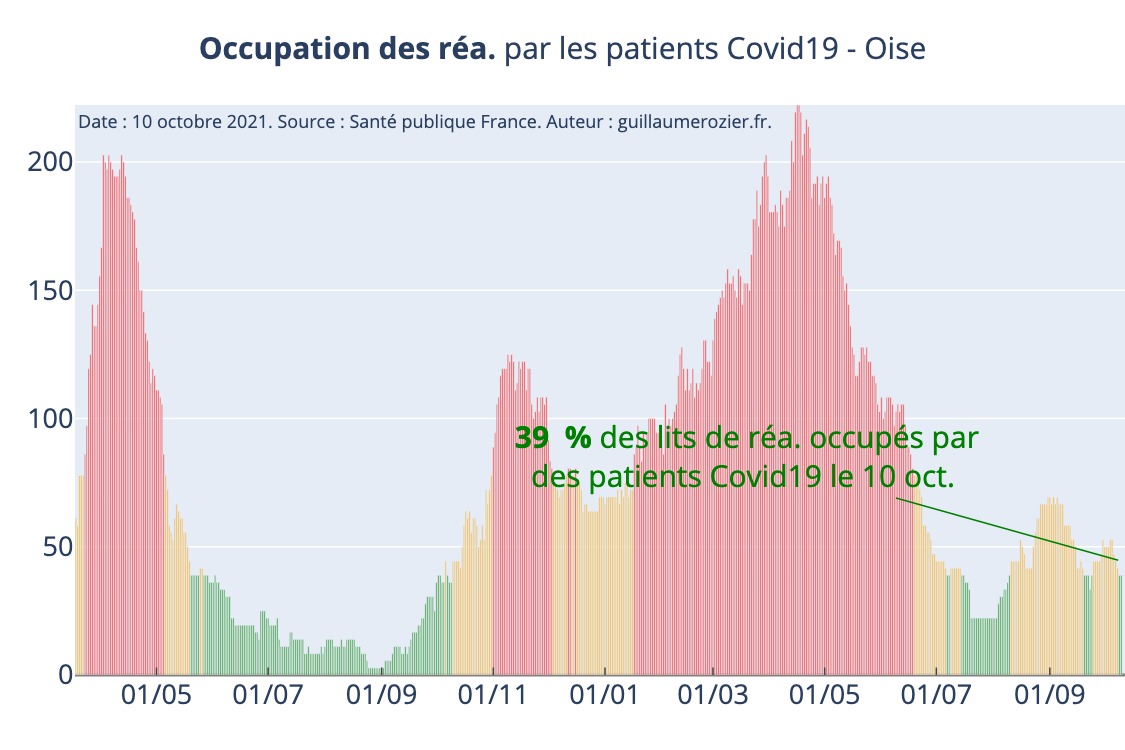 Occupation des réa. par les patients Covid19 - Oise
Date : 10 octobre 2021. Source : Santé publique France. Auteur : guillaumerozier.fr.
200
150
100
39 % des lits de réa. occupés par
des patients Covid19 le 10 oct.
50
0
01/05 01/07 01/09 01/11 01/01 01/03 01/05 01/07 01/09